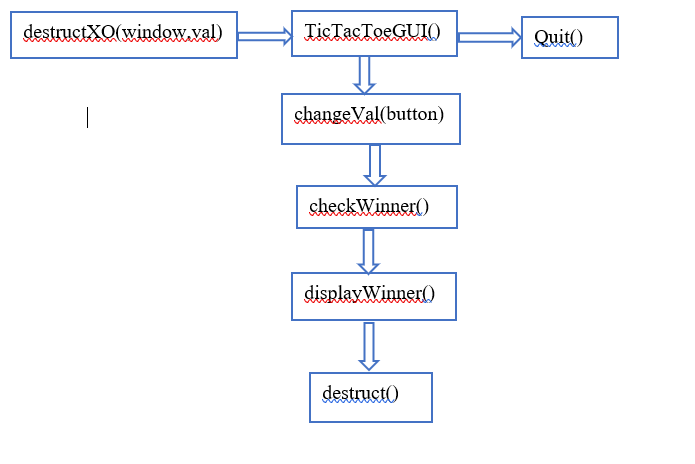 destructXO(window.val)
TicTacToeGUI()
Quit()
changeVal(button)
checkWinner()
displayWinner()
destruct()